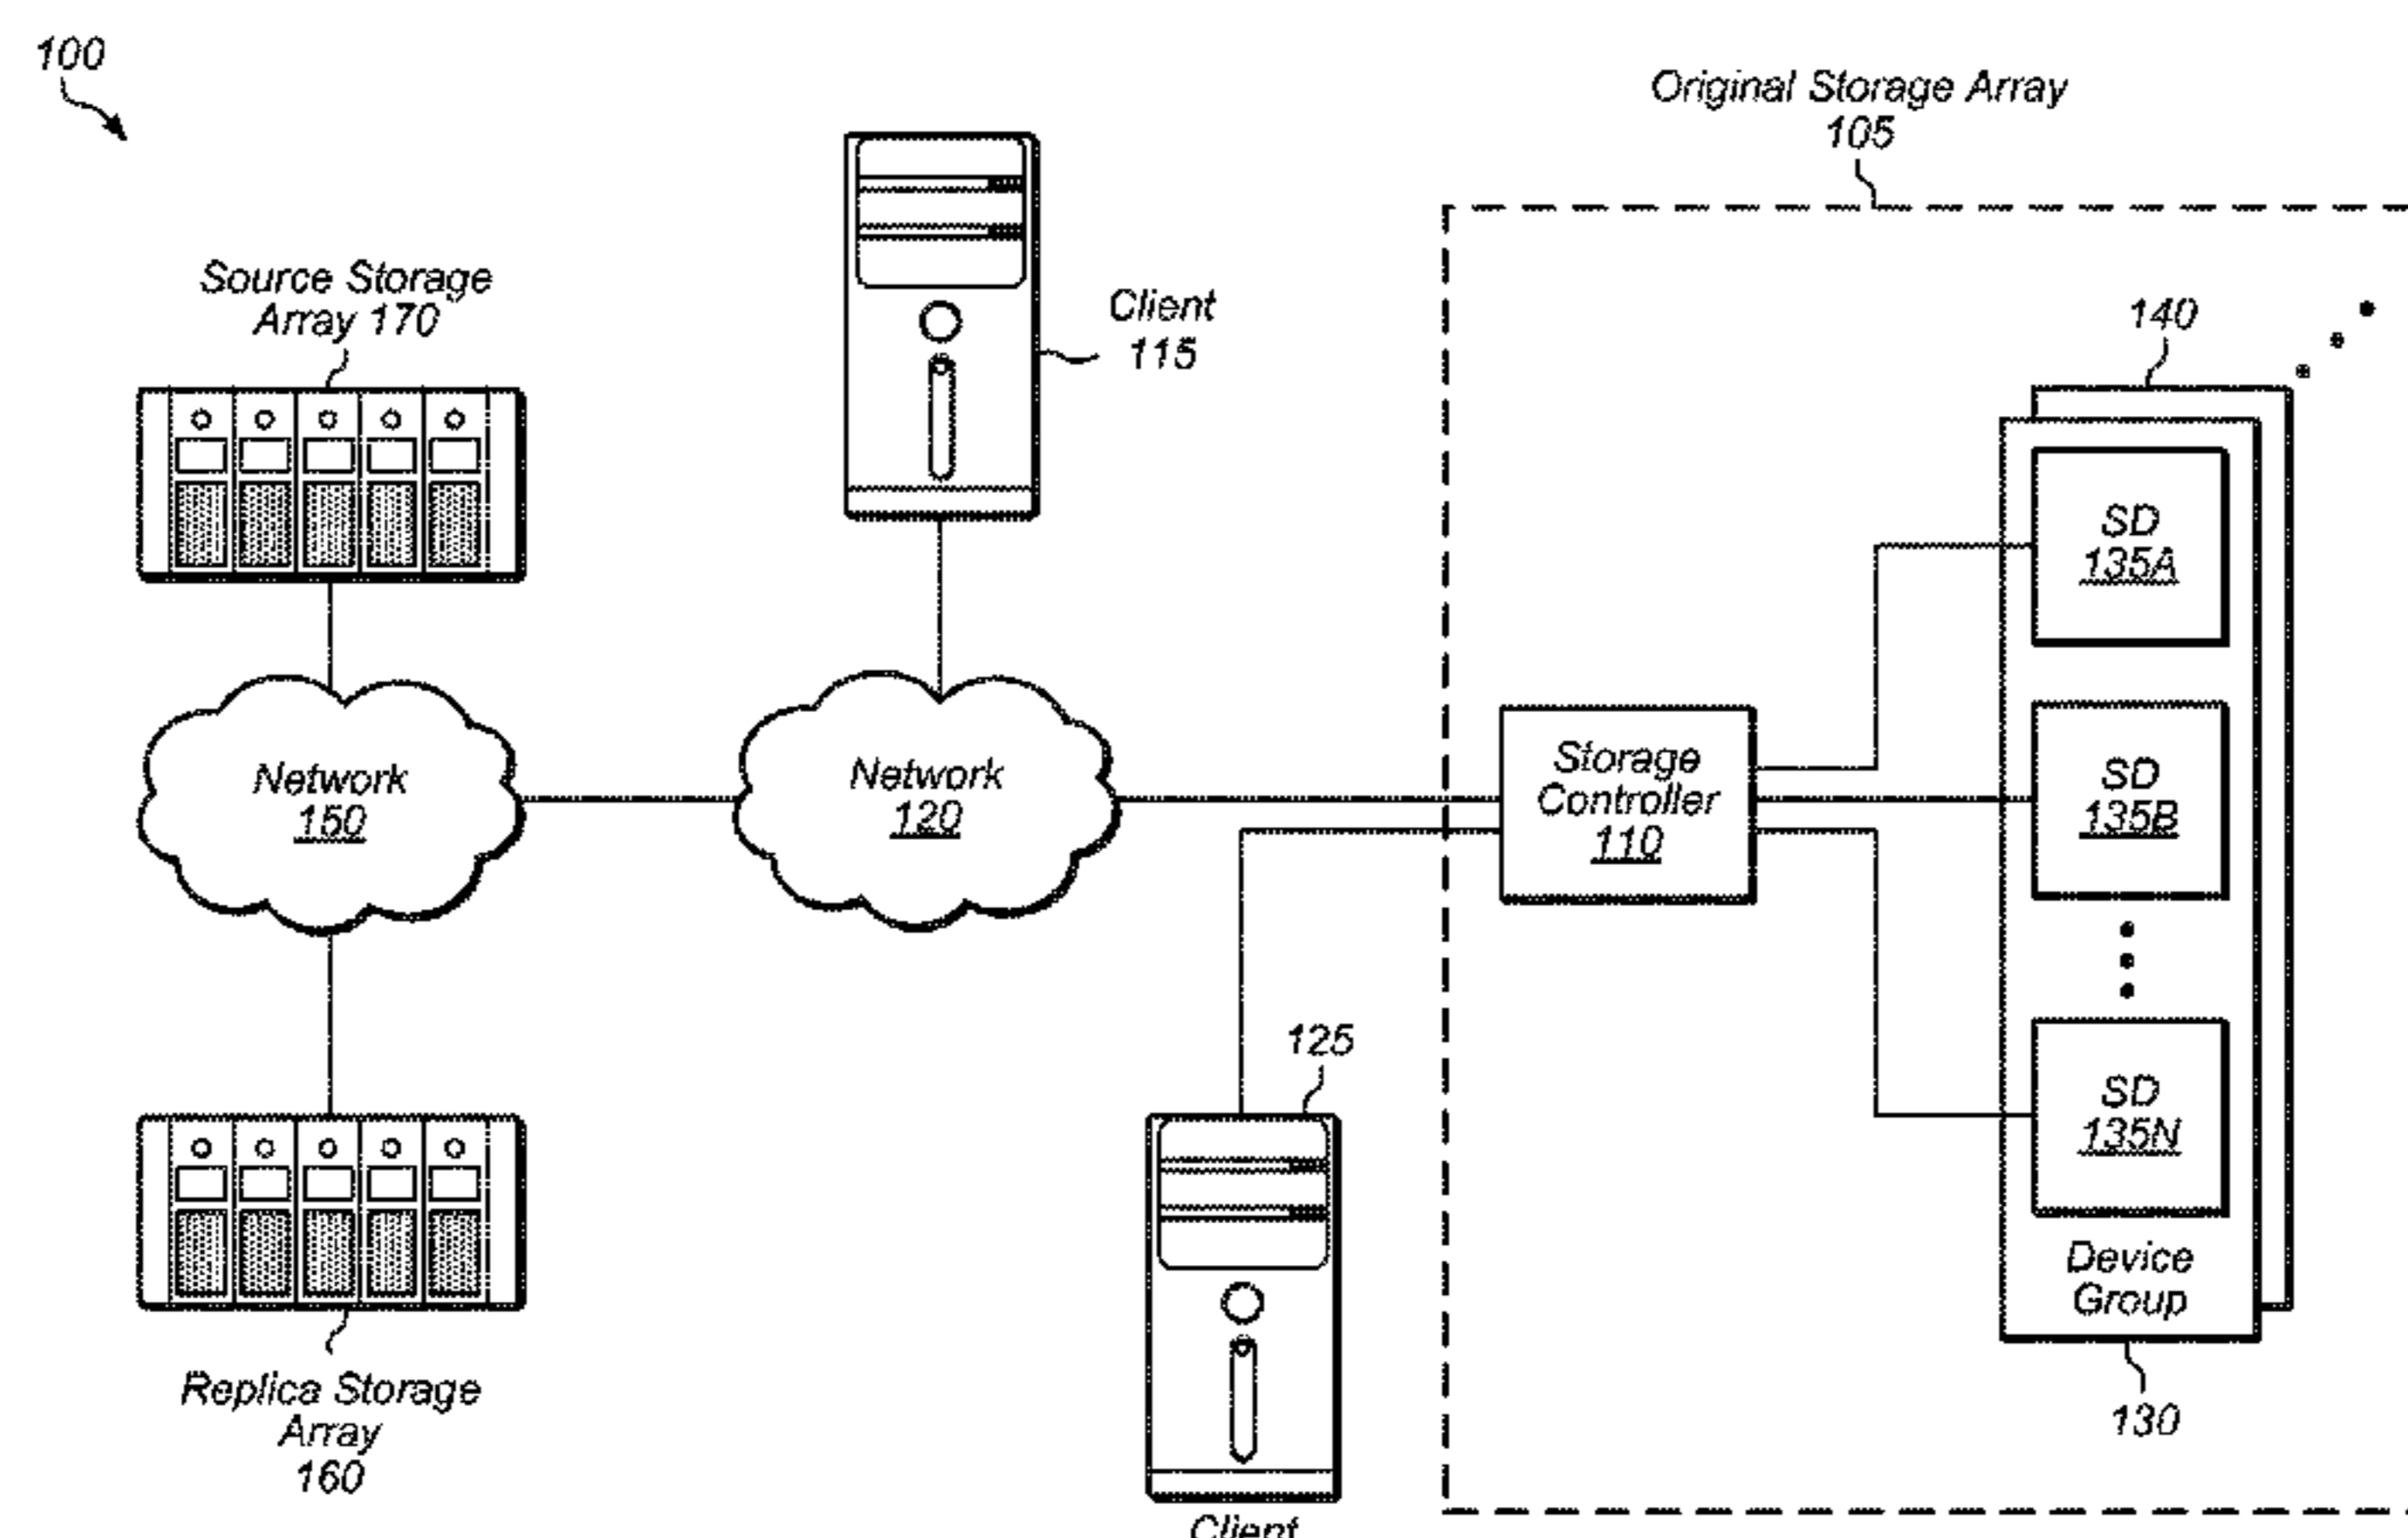 100
Original Storage Array
105
Source Storage
Array 170
Client
115
140
SD
135A
Network
150
Network
120
Storage
Controller
110
SD
135B
125
SD
135N
Device
Group
130
Replica Storage
Array
160
Client